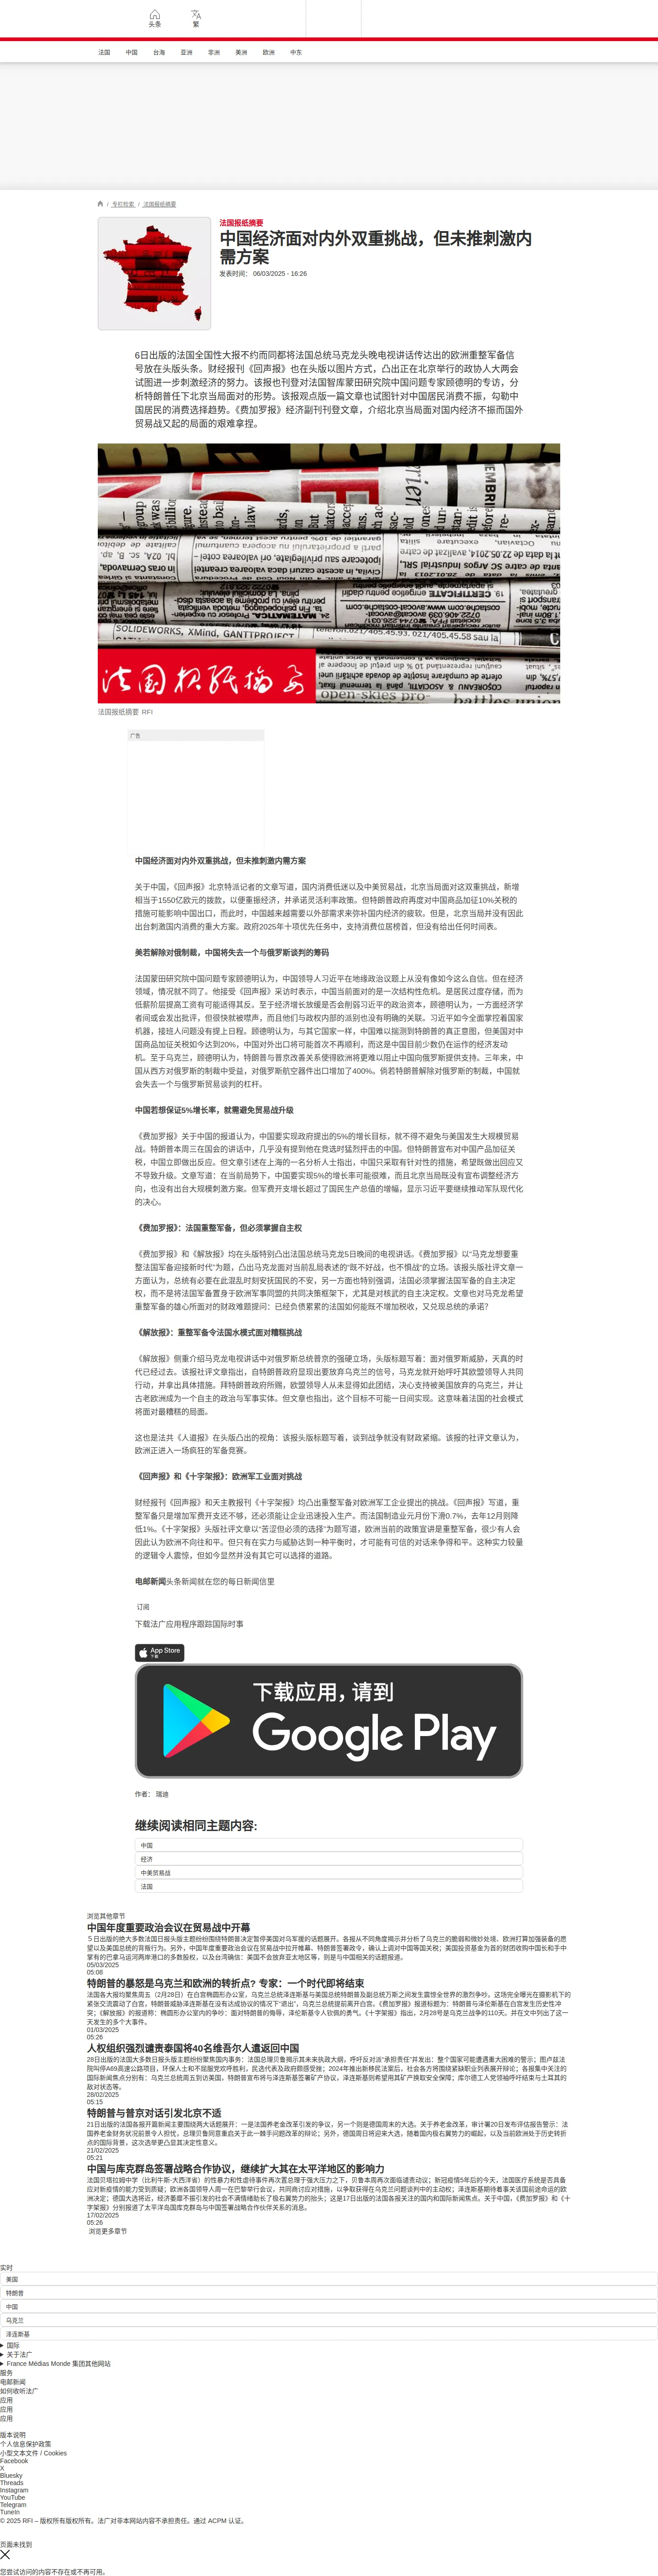 头条
繁
法国 中国 台海 亚洲 非洲 美洲 欧洲 中东
/ 专栏检索 / 法国报纸摘要
法国报纸摘要
中国经济面对内外双重挑战，但未推刺激内
需方案
发表时间： 06/03/2025 - 16:26
6日出版的法国全国性大报不约而同都将法国总统马克龙头晚电视讲话传达出的欧洲重整军备信
号放在头版头条。财经报刊《回声报》也在头版以图片方式，凸出正在北京举行的政协人大两会
试图进一步刺激经济的努力。该报也刊登对法国智库蒙田研究院中国问题专家顾德明的专访，分
析特朗普任下北京当局面对的形势。该报观点版一篇文章也试图针对中国居民消费不振，勾勒中
国居民的消费选择趋势。《费加罗报》经济副刊刊登文章，介绍北京当局面对国内经济不振而国外
贸易战又起的局面的艰难拿捏。
法国报纸摘要
法国报纸摘要 RFI
广告
中国经济面对内外双重挑战，但未推刺激内需方案
关于中国，《回声报》北京特派记者的文章写道，国内消费低迷以及中美贸易战，北京当局面对这双重挑战，新增
相当于1550亿欧元的拨款，以便重振经济，并承诺灵活利率政策。但特朗普政府再度对中国商品加征10%关税的
措施可能影响中国出口，而此时，中国越来越需要以外部需求来弥补国内经济的疲软。但是，北京当局并没有因此
出台刺激国内消费的重大方案。政府2025年十项优先任务中，支持消费位居榜首，但没有给出任何时间表。
美若解除对俄制裁，中国将失去一个与俄罗斯谈判的筹码
法国蒙田研究院中国问题专家顾德明认为，中国领导人习近平在地缘政治议题上从没有像如今这么自信。但在经济
领域，情况就不同了。他接受《回声报》采访时表示，中国当前面对的是一次结构性危机。是居民过度存储，而为
低薪阶层提高工资有可能适得其反。至于经济增长放缓是否会削弱习近平的政治资本，顾德明认为，一方面经济学
者间或会发出批评，但很快就被噤声，而且他们与政权内部的派别也没有明确的关联。习近平如今全面掌控着国家
机器，接班人问题没有提上日程。顾德明认为，与其它国家一样，中国难以揣测到特朗普的真正意图，但美国对中
国商品加征关税如今达到20%，中国对外出口将可能首次不再顺利，而这是中国目前少数仍在运作的经济发动
机。至于乌克兰，顾德明认为，特朗普与普京改善关系使得欧洲将更难以阻止中国向俄罗斯提供支持。三年来，中
国从西方对俄罗斯的制裁中受益，对俄罗斯航空器件出口增加了400%。倘若特朗普解除对俄罗斯的制裁，中国就
会失去一个与俄罗斯贸易谈判的杠杆。
中国若想保证5%增长率，就需避免贸易战升级
《费加罗报》关于中国的报道认为，中国要实现政府提出的5%的增长目标，就不得不避免与美国发生大规模贸易
战。特朗普本周三在国会的讲话中，几乎没有提到他在竞选时猛烈抨击的中国。但特朗普宣布对中国产品加征关
税，中国立即做出反应。但文章引述在上海的一名分析人士指出，中国只采取有针对性的措施，希望既做出回应又
不导致升级。文章写道：在当前局势下，中国要实现5%的增长率可能很难，而且北京当局既没有宣布调整经济方
向，也没有出台大规模刺激方案。但军费开支增长超过了国民生产总值的增幅，显示习近平要继续推动军队现代化
的决心。
《费加罗报》：法国重整军备，但必须掌握自主权
《费加罗报》和《解放报》均在头版特别凸出法国总统马克龙5日晚间的电视讲话。《费加罗报》以“马克龙想要重
整法国军备迎接新时代”为题，凸出马克龙面对当前乱局表述的“既不好战，也不惧战”的立场。该报头版社评文章一
方面认为，总统有必要在此混乱时刻安抚国民的不安，另一方面也特别强调，法国必须掌握法国军备的自主决定
权，而不是将法国军备置身于欧洲军事同盟的共同决策框架下，尤其是对核武的自主决定权。文章也对马克龙希望
重整军备的雄心所面对的财政难题提问：已经负债累累的法国如何能既不增加税收，又兑现总统的承诺？
《解放报》：重整军备令法国水模式面对糟糕挑战
《解放报》侧重介绍马克龙电视讲话中对俄罗斯总统普京的强硬立场，头版标题写着：面对俄罗斯威胁，天真的时
代已经过去。该报社评文章指出，自特朗普政府显现出要放弃乌克兰的信号，马克龙就开始呼吁其欧盟领导人共同
行动，并拿出具体措施。拜特朗普政府所赐，欧盟领导人从未显得如此团结，决心支持被美国放弃的乌克兰，并让
古老欧洲成为一个自主的政治与军事实体。但文章也指出，这个目标不可能一日间实现。这意味着法国的社会模式
将面对最糟糕的局面。
这也是法共《人道报》在头版凸出的视角：该报头版标题写着，谈到战争就没有财政紧缩。该报的社评文章认为，
欧洲正进入一场疯狂的军备竞赛。
《回声报》和《十字架报》：欧洲军工业面对挑战
财经报刊《回声报》和天主教报刊《十字架报》均凸出重整军备对欧洲军工企业提出的挑战。《回声报》写道，重
整军备只是增加军费开支还不够，还必须能让企业迅速投入生产。而法国制造业元月份下滑0.7%，去年12月则降
低1%。《十字架报》头版社评文章以“苦涩但必须的选择”为题写道，欧洲当前的政策宣讲是重整军备，很少有人会
因此认为欧洲不向往和平。但只有在实力与威胁达到一种平衡时，才可能有可信的对话来争得和平。这种实力较量
的逻辑令人震惊，但如今显然并没有其它可以选择的道路。
电邮新闻头条新闻就在您的每日新闻信里
订阅
下载法广应用程序跟踪国际时事
App Store
下载
下载应用，请到
Google Play
作者： 瑞迪
继续阅读相同主题内容:
中国
经济
中美贸易战
法国
浏览其他章节
中国年度重要政治会议在贸易战中开幕
５日出版的绝大多数法国日报头版主题纷纷围绕特朗普决定暂停美国对乌军援的话题展开。各报从不同角度揭示并分析了乌克兰的脆弱和微妙处境、欧洲打算加强装备的愿
望以及美国总统的背叛行为。另外，中国年度重要政治会议在贸易战中拉开帷幕、特朗普签署政令，确认上调对中国等国关税；美国投资基金为首的财团收购中国长和手中
掌有的巴拿马运河两岸港口的多数股权，以及台湾确信：美国不会放弃亚太地区等，则是与中国相关的话题报道。
05/03/2025
05:08
特朗普的暴怒是乌克兰和欧洲的转折点？专家：一个时代即将结束
法国各大报均聚焦周五（2月28日）在白宫椭圆形办公室，乌克兰总统泽连斯基与美国总统特朗普及副总统万斯之间发生震惊全世界的激烈争吵。这场完全曝光在摄影机下的
紧张交流震动了白宫，特朗普威胁泽连斯基在没有达成协议的情况下“退出”，乌克兰总统提前离开白宫。《费加罗报》报道标题为：特朗普与泽伦斯基在白宫发生历史性冲
突；《解放报》的报道称：椭圆形办公室内的争吵：面对特朗普的侮辱，泽伦斯基令人钦佩的勇气。《十字架报》指出，2月28号是乌克兰战争的110天。并在文中列出了这一
天发生的多个大事件。
01/03/2025
05:26
人权组织强烈谴责泰国将40名维吾尔人遣返回中国
28日出版的法国大多数日报头版主题纷纷聚焦国内事务：法国总理贝鲁揭示其未来执政大纲，呼吁反对派“承担责任”并发出：整个国家可能遭遇重大困难的警示；图卢兹法
院叫停A69高速公路项目，环保人士和不屈服党欢呼胜利，民选代表及政府颇感受挫；2024年推出新移民法案后，社会各方将围绕紧缺职业列表展开辩论；各报集中关注的
国际新闻焦点分别有：乌克兰总统周五到访美国，特朗普宣布将与泽连斯基签署矿产协议，泽连斯基则希望用其矿产换取安全保障；库尔德工人党领袖呼吁结束与土耳其的
敌对状态等。
28/02/2025
05:15
特朗普与普京对话引发北京不适
21日出版的法国各报开篇新闻主要围绕两大话题展开：一是法国养老金改革引发的争议，另一个则是德国周末的大选。关于养老金改革，审计署20日发布评估报告警示：法
国养老金财务状况前景令人担忧，总理贝鲁同意重启关于此一棘手问题改革的辩论；另外，德国周日将迎来大选，随着国内极右翼势力的崛起，以及当前欧洲处于历史转折
点的国际背景，这次选举更凸显其决定性意义。
21/02/2025
05:21
中国与库克群岛签署战略合作协议，继续扩大其在太平洋地区的影响力
法国贝塔拉姆中学（比利牛斯-大西洋省）的性暴力和性虐待事件再次置总理于强大压力之下，贝鲁本周再次面临谴责动议；新冠疫情5年后的今天，法国医疗系统是否具备
应对新疫情的能力受到质疑；欧洲各国领导人周一在巴黎举行会议，共同商讨应对措施，以争取获得在乌克兰问题谈判中的主动权；泽连斯基期待着事关该国前途命运的欧
洲决定；德国大选将近，经济萎靡不振引发的社会不满情绪助长了极右翼势力的抬头；这是17日出版的法国各报关注的国内和国际新闻焦点。关于中国，《费加罗报》和《十
字架报》分别报道了太平洋岛国库克群岛与中国签署战略合作伙伴关系的消息。
17/02/2025
05:26
浏览更多章节
实时
美国
特朗普
中国
乌克兰
泽连斯基
国际
关于法广
France Médias Monde 集团其他网站
服务
电邮新闻
如何收听法广
应用
应用
应用
版本说明
个人信息保护政策
小型文本文件 / Cookies
Facebook
X
Bluesky
Threads
Instagram
YouTube
Telegram
TuneIn
© 2025 RFI – 版权所有版权所有。法广对非本网站内容不承担责任。通过 ACPM 认证。
页面未找到
您尝试访问的内容不存在或不再可用。